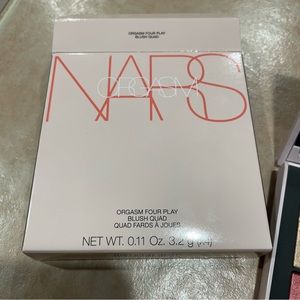 ORGASM FOUR PLAY
BLUSH QUAD
NARS
ORGASM
ORGASM FOUR PLAY
BLUSH QUAD
QUAD FARDS À JOUES
NET WT. 0.11 Oz. 3.2 g (x4)